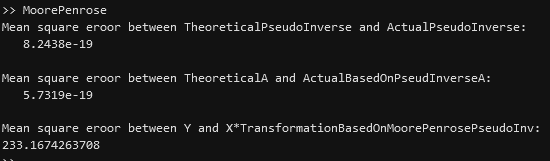 >> MoorePenrose
Mean square eroor between TheoreticalPseudoInverse and ActualPseudoInverse:
8.2438e-19
Mean square eroor between TheoreticalA and ActualBasedOnPseudInverseA:
5.7319e-19
Mean square eroor between Y and X*TransformationBasedOnMoorePenrosePseudoInv:
233.1674263708
>>